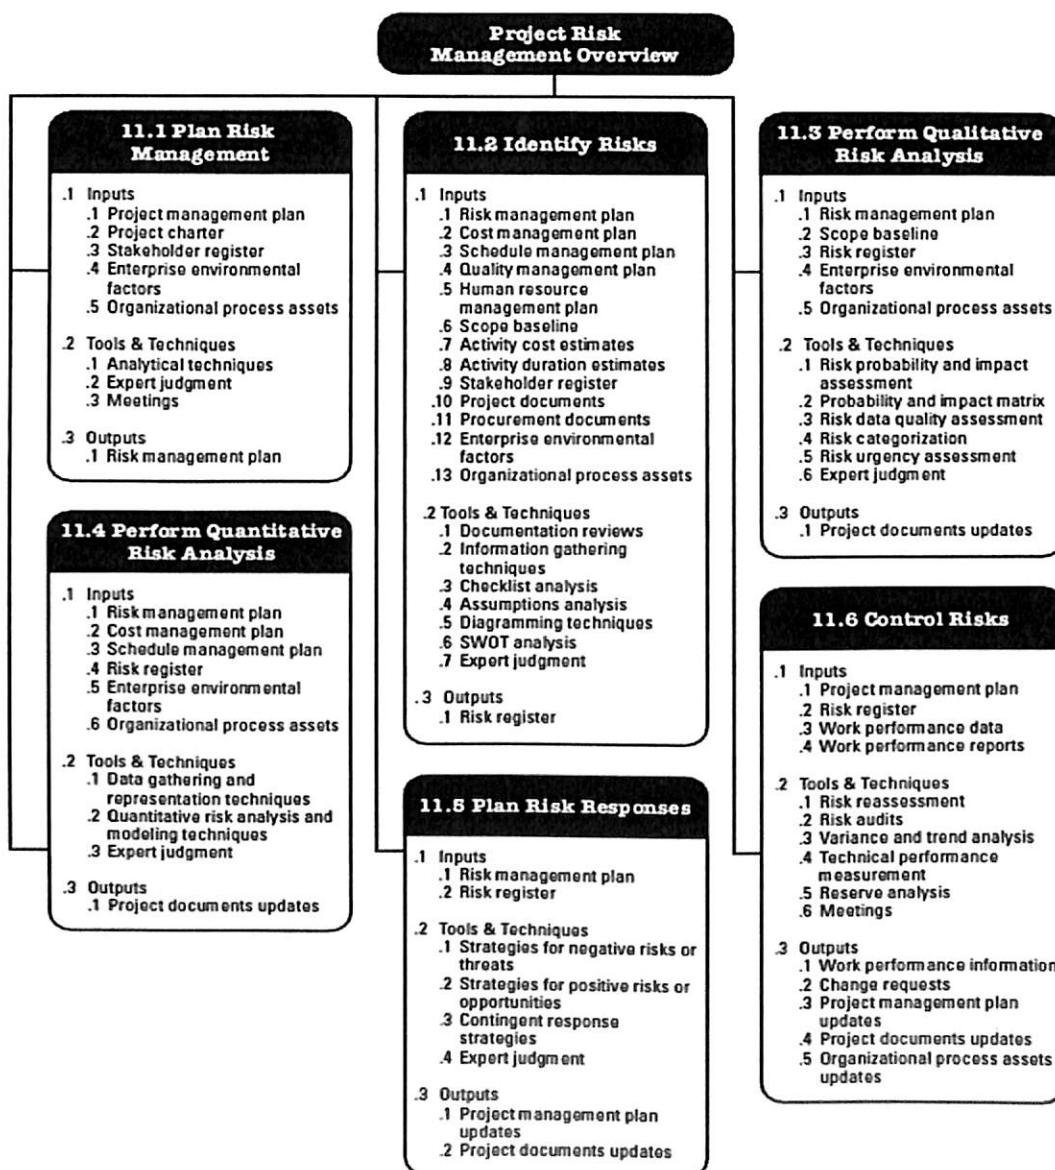 Project Risk
Management Overview
11.1 Plan Risk
Management
.1 Inputs
.1 Project management plan
.2 Project charter
.3 Stakeholder register
.4 Enterprise environmental
factors
.5 Organizational process assets
.2 Tools & Techniques
.1 Analytical techniques
.2 Expert judgment
.3 Meetings
.3 Outputs
.1 Risk management plan
11.2 Identify Risks
.1 Inputs
.1 Risk management plan
.2 Cost management plan
.3 Schedule management plan
.4 Quality management plan
.5 Human resource
management plan
.6 Scope baseline
.7 Activity cost estimates
.8 Activity duration estimates
.9 Stakeholder register
.10 Project documents
.11 Procurement documents
.12 Enterprise environmental
factors
.13 Organizational process assets
.2 Tools & Techniques
.1 Documentation reviews
.2 Information gathering
techniques
.3 Checklist analysis
.4 Assumptions analysis
.5 Diagramming techniques
.6 SWOT analysis
.7 Expert judgment
.3 Outputs
.1 Risk register
11.3 Perform Qualitative
Risk Analysis
.1 Inputs
.1 Risk management plan
.2 Scope baseline
.3 Risk register
.4 Enterprise environmental
factors
.5 Organizational process assets
.2 Tools & Techniques
.1 Risk probability and impact
assessment
.2 Probability and impact matrix
.3 Risk data quality assessment
.4 Risk categorization
.5 Risk urgency assessment
.6 Expert judgment
.3 Outputs
.1 Project documents updates
11.4 Perform Quantitative
Risk Analysis
.1 Inputs
.1 Risk management plan
.2 Cost management plan
.3 Schedule management plan
.4 Risk register
.5 Enterprise environmental
factors
.6 Organizational process assets
.2 Tools & Techniques
.1 Data gathering and
representation techniques
.2 Quantitative risk analysis and
modeling techniques
.3 Expert judgment
.3 Outputs
.1 Project documents updates
11.5 Plan Risk Responses
.1 Inputs
.1 Risk management plan
.2 Risk register
.2 Tools & Techniques
.1 Strategies for negative risks or
threats
.2 Strategies for positive risks or
opportunities
.3 Contingent response
strategies
.4 Expert judgment
.3 Outputs
.1 Project management plan
updates
.2 Project documents updates
11.6 Control Risks
.1 Inputs
.1 Project management plan
.2 Risk register
.3 Work performance data
.4 Work performance reports
.2 Tools & Techniques
.1 Risk reassessment
.2 Risk audits
.3 Variance and trend analysis
.4 Technical performance
measurement
.5 Reserve analysis
.6 Meetings
.3 Outputs
.1 Work performance information
.2 Change requests
.3 Project management plan
updates
.4 Project documents updates
.5 Organizational process assets
updates